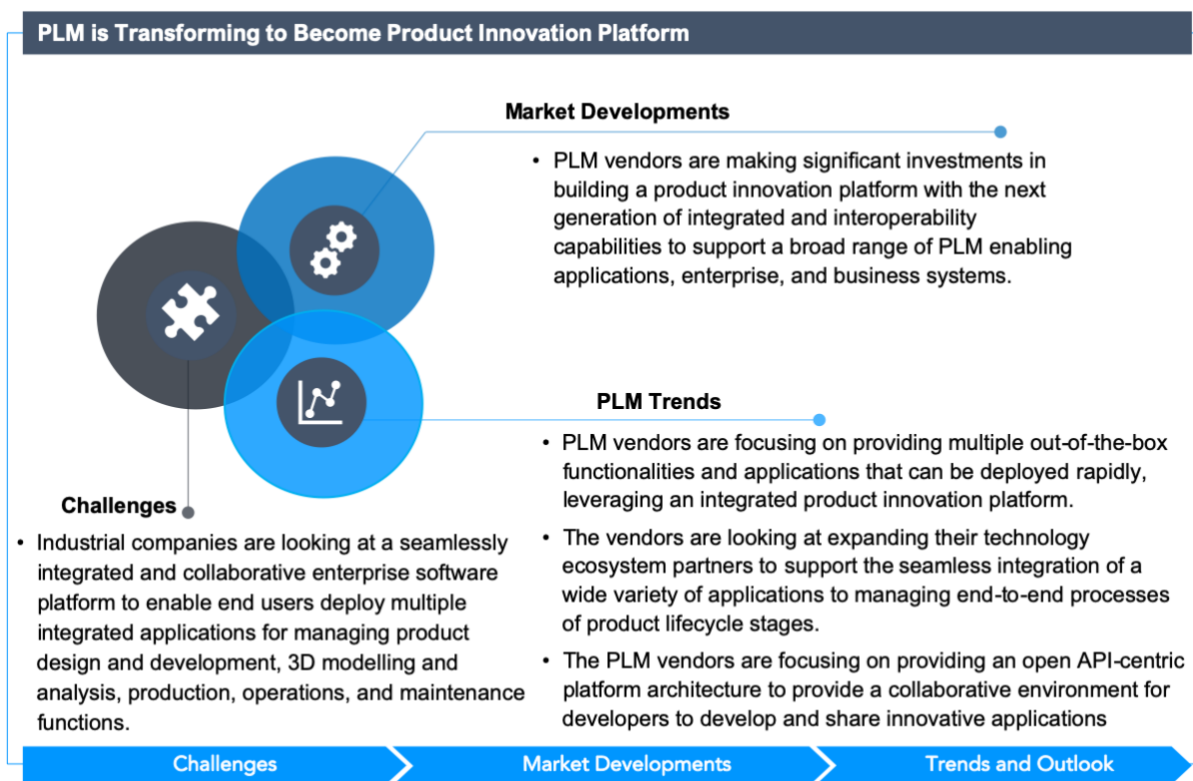 PLM is Transforming to Become Product Innovation Platform
Market Developments
• PLM vendors are making significant investments in
building a product innovation platform with the next
generation of integrated and interoperability
capabilities to support a broad range of PLM enabling
applications, enterprise, and business systems.
PLM Trends
• PLM vendors are focusing on providing multiple out-of-the-box
functionalities and applications that can be deployed rapidly,
leveraging an integrated product innovation platform.
• The vendors are looking at expanding their technology
ecosystem partners to support the seamless integration of a
wide variety of applications to managing end-to-end processes
of product lifecycle stages.
• The PLM vendors are focusing on providing an open API-centric
platform architecture to provide a collaborative environment for
developers to develop and share innovative applications
Challenges
• Industrial companies are looking at a seamlessly
integrated and collaborative enterprise software
platform to enable end users deploy multiple
integrated applications for managing product
design and development, 3D modelling and
analysis, production, operations, and maintenance
functions.
Challenges
Market Developments
Trends and Outlook